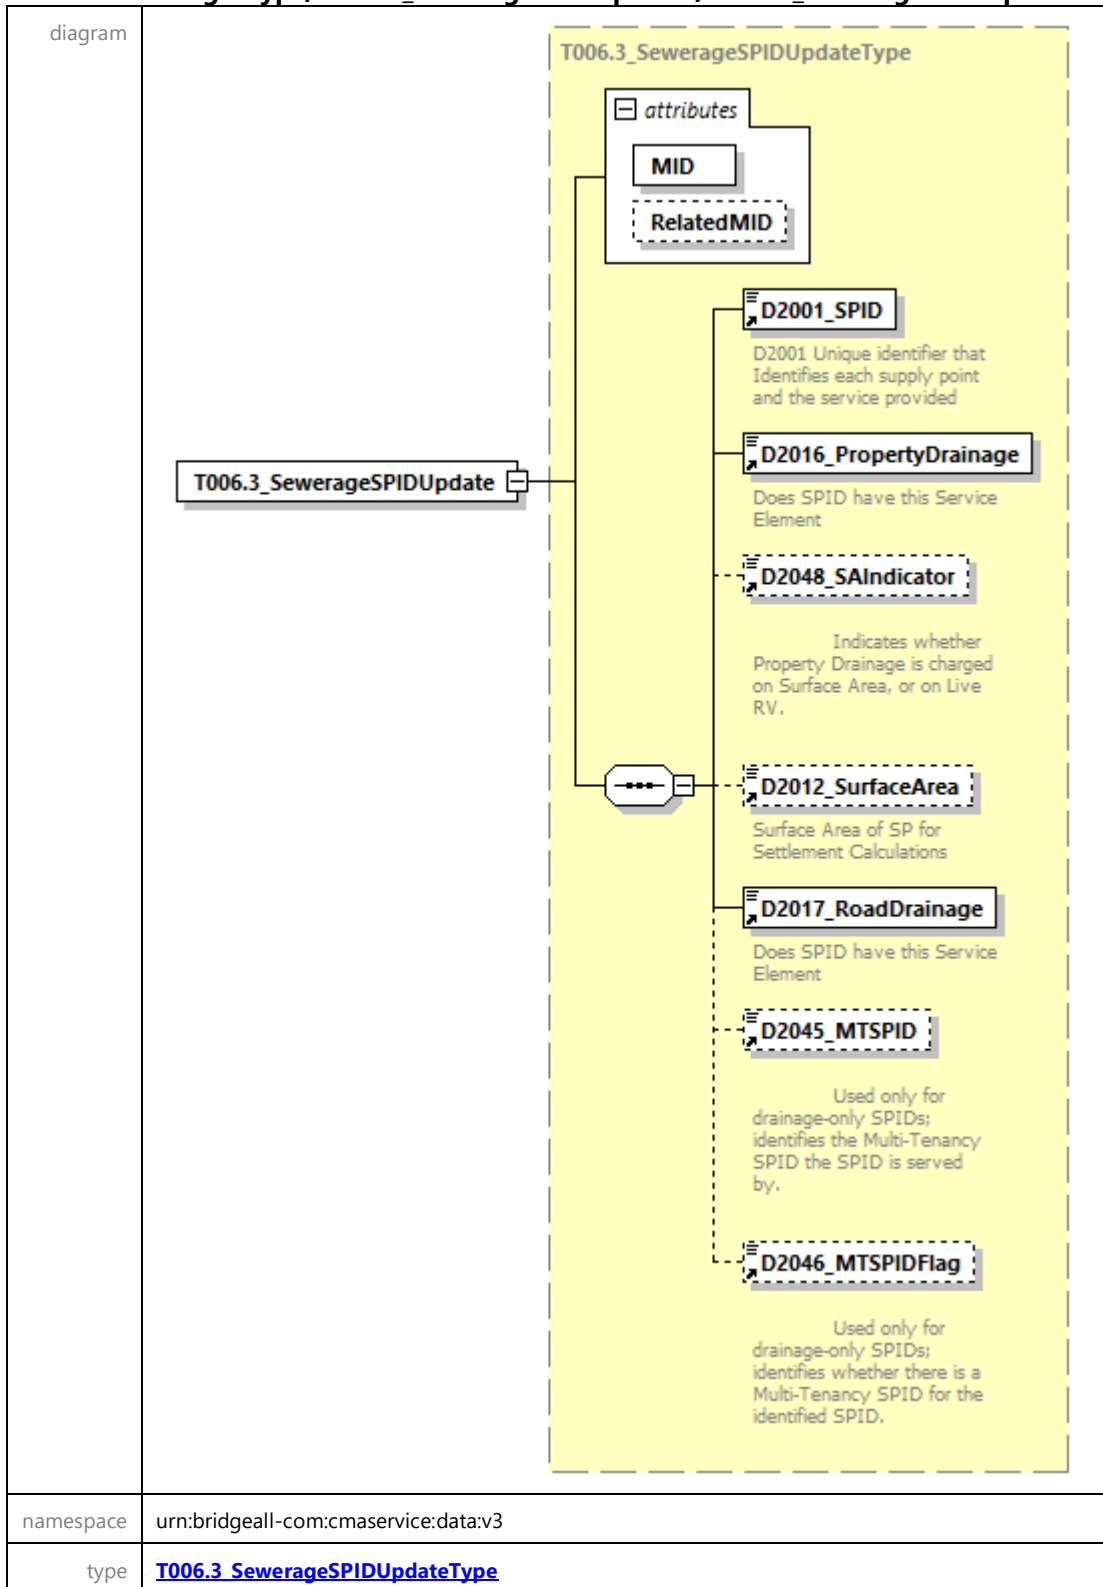 diagram
T006.3_SewerageSPIDUpdateType
attributes
MID
RelatedMID
D2001_SPID
D2001 Unique identifier that
Identifies each supply point
and the service provided
D2016_PropertyDrainage
Does SPID have this Service
Element
T006.3_SewerageSPIDUpdate
D2048_SAIndicator
Indicates whether
Property Drainage is charged
on Surface Area, or on Live
RV.
D2012_SurfaceArea
Surface Area of SP for
Settlement Calculations
D2017_RoadDrainage
Does SPID have this Service
Element
D2045_MTSPID
Used only for
drainage-only SPIDs;
identifies the Multi-Tenancy
SPID the SPID is served
by.
D2046_MTSPIDFlag
Used only for
drainage-only SPIDs;
identifies whether there is a
Multi-Tenancy SPID for the
identified SPID.
namespace urn:bridgeall-com:cmaservice:data:v3
type T006.3_SewerageSPIDUpdateType